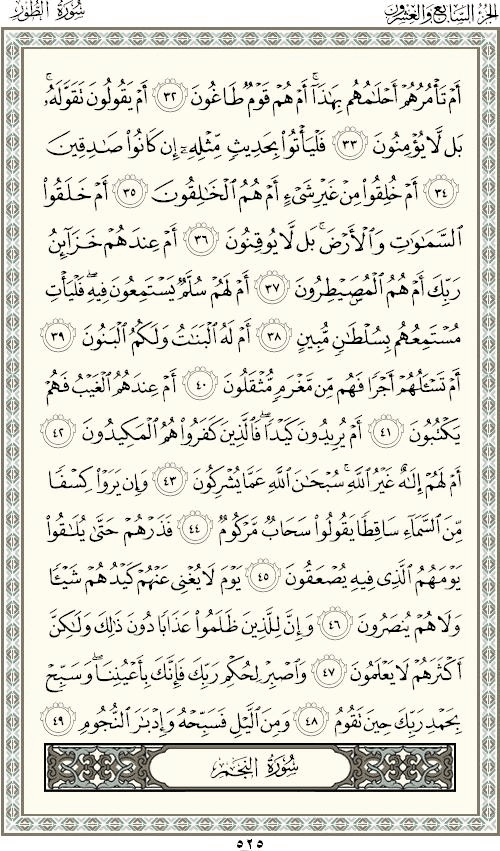 الجزء السابع والعشرون
سُورَةُ الطُّورِ
أَمْ تَأْمُرُهُمْ أَحْلَٰمُهُم بِهَٰذَآ ۚ أَمْ هُمْ قَوْمٌ طَاغُونَ ٣٢ أَمْ يَقُولُونَ تَقَوَّلَهُۥ ۚ
بَل لَّا يُؤْمِنُونَ ٣٣ فَلْيَأْتُوا۟ بِحَدِيثٍ مِّثْلِهِۦٓ إِن كَانُوا۟ صَٰدِقِينَ
٣٤ أَمْ خُلِقُوا۟ مِنْ غَيْرِ شَىْءٍ أَمْ هُمُ ٱلْخَٰلِقُونَ ٣٥ أَمْ خَلَقُوا۟
ٱلسَّمَٰوَٰتِ وَٱلْأَرْضَ ۚ بَل لَّا يُوقِنُونَ ٣٦ أَمْ عِندَهُمْ خَزَآئِنُ
رَبِّكَ أَمْ هُمُ ٱلْمُصَۣيْطِرُونَ ٣٧ أَمْ لَهُمْ سُلَّمٌ يَسْتَمِعُونَ فِيهِ ۖ فَلْيَأْتِ
مُسْتَمِعُهُم بِسُلْطَٰنٍ مُّبِينٍ ٣٨ أَمْ لَهُ ٱلْبَنَٰتُ وَلَكُمُ ٱلْبَنُونَ ٣٩
أَمْ تَسْـَٔلُهُمْ أَجْرًا فَهُم مِّن مَّغْرَمٍ مُّثْقَلُونَ ٤٠ أَمْ عِندَهُمُ ٱلْغَيْبُ فَهُمْ
يَكْتُبُونَ ٤١ أَمْ يُرِيدُونَ كَيْدًا ۖ فَٱلَّذِينَ كَفَرُوا۟ هُمُ ٱلْمَكِيدُونَ ٤٢
أَمْ لَهُمْ إِلَٰهٌ غَيْرُ ٱللَّهِ ۚ سُبْحَٰنَ ٱللَّهِ عَمَّا يُشْرِكُونَ ٤٣ وَإِن يَرَوْا۟ كِسْفًا
مِّنَ ٱلسَّمَآءِ سَاقِطًا يَقُولُوا۟ سَحَابٌ مَّرْكُومٌ ٤٤ فَذَرْهُمْ حَتَّىٰ يُلَٰقُوا۟
يَوْمَهُمُ ٱلَّذِى فِيهِ يُصْعَقُونَ ٤٥ يَوْمَ لَا يُغْنِى عَنْهُمْ كَيْدُهُمْ شَيْـًٔا
وَلَا هُمْ يُنصَرُونَ ٤٦ وَإِنَّ لِلَّذِينَ ظَلَمُوا۟ عَذَابًا دُونَ ذَٰلِكَ وَلَٰكِنَّ
أَكْثَرَهُمْ لَا يَعْلَمُونَ ٤٧ وَٱصْبِرْ لِحُكْمِ رَبِّكَ فَإِنَّكَ بِأَعْيُنِنَا ۖ وَسَبِّحْ
بِحَمْدِ رَبِّكَ حِينَ تَقُومُ ٤٨ وَمِنَ ٱلَّيْلِ فَسَبِّحْهُ وَإِدْبَٰرَ ٱلنُّجُومِ ٤٩
سُورَةُ النَّجْمِ
٥٢٥